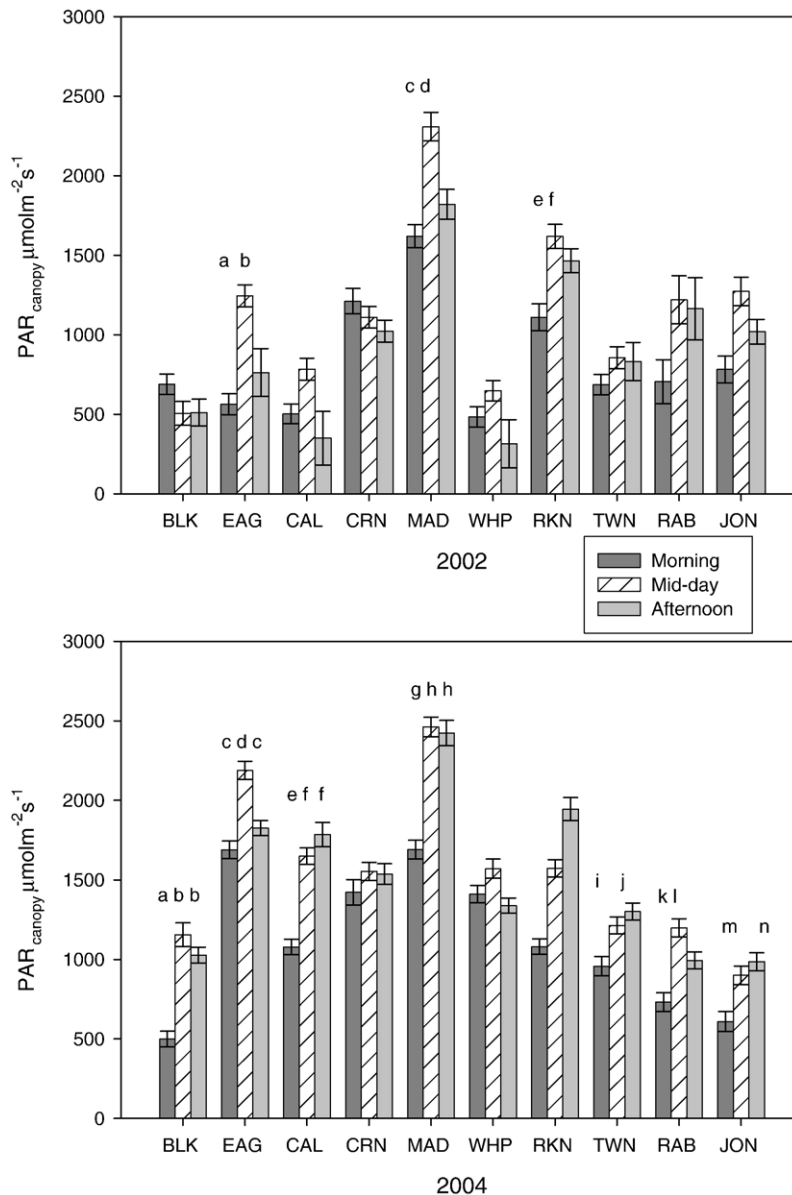 3000
2500
2000
1500
1000
500
0
PARcanopy μmolm⁻²s⁻¹
a b
c d
e f
BLK EAG CAL CRN MAD WHP RKN TWN RAB JON
2002
Morning
Mid-day
Afternoon
3000
2500
2000
1500
1000
500
0
PARcanopy μmolm⁻²s⁻¹
a b b
c d c
e f f
g h h
i j
k l
m n
BLK EAG CAL CRN MAD WHP RKN TWN RAB JON
2004